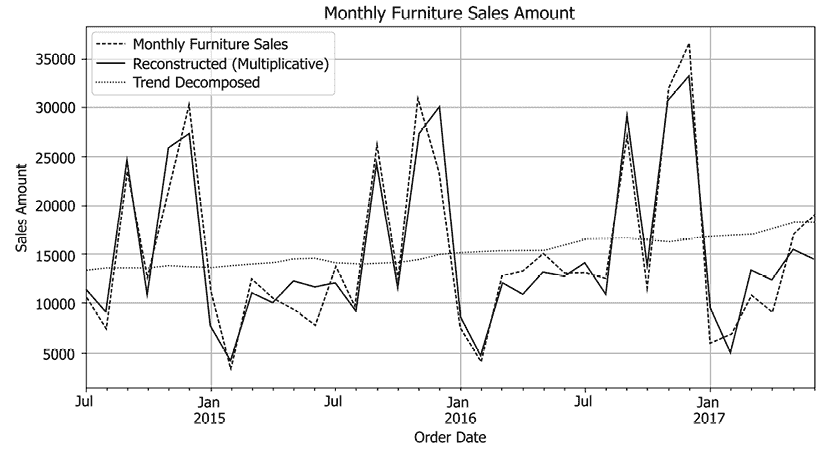 Monthly Furniture Sales Amount
Monthly Furniture Sales
Reconstructed (Multiplicative)
Trend Decomposed
Sales Amount
35000
30000
25000
20000
15000
10000
5000
Jul Jan Jul Jan Jul Jan
2015 2016 2017
Order Date